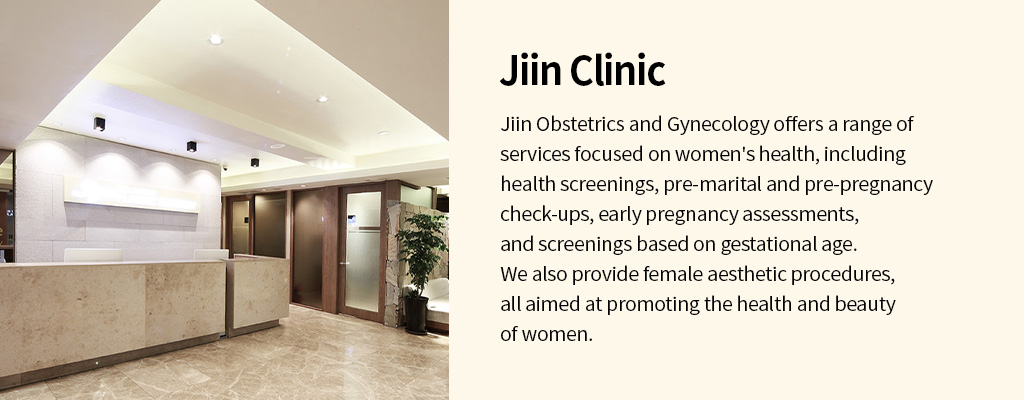 Jiin Clinic
Jiin Obstetrics and Gynecology offers a range of
services focused on women's health, including
health screenings, pre-marital and pre-pregnancy
check-ups, early pregnancy assessments,
and screenings based on gestational age.
We also provide female aesthetic procedures,
all aimed at promoting the health and beauty
of women.